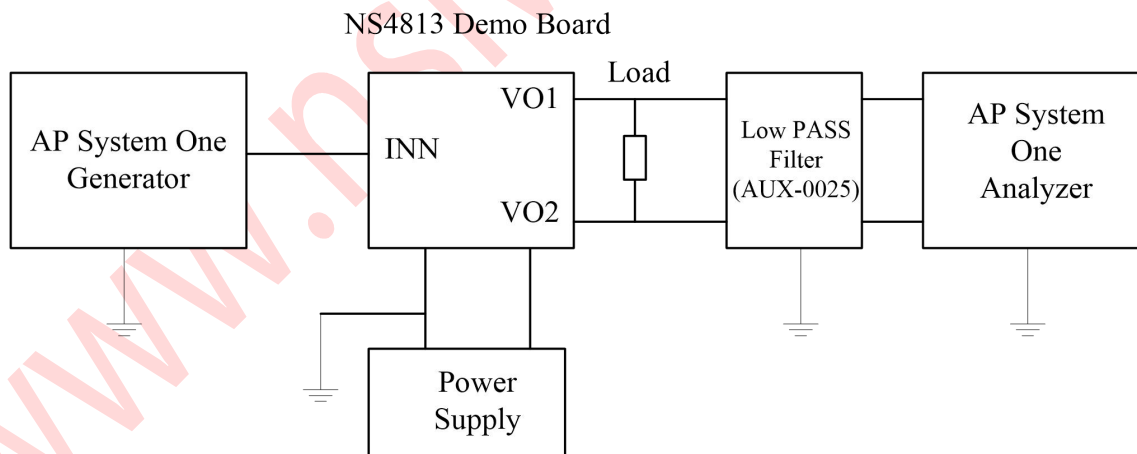 NS4813 Demo Board
AP System One
Generator
INN
VO1
VO2
Load
Low PASS
Filter
(AUX-0025)
AP System
One
Analyzer
Power
Supply